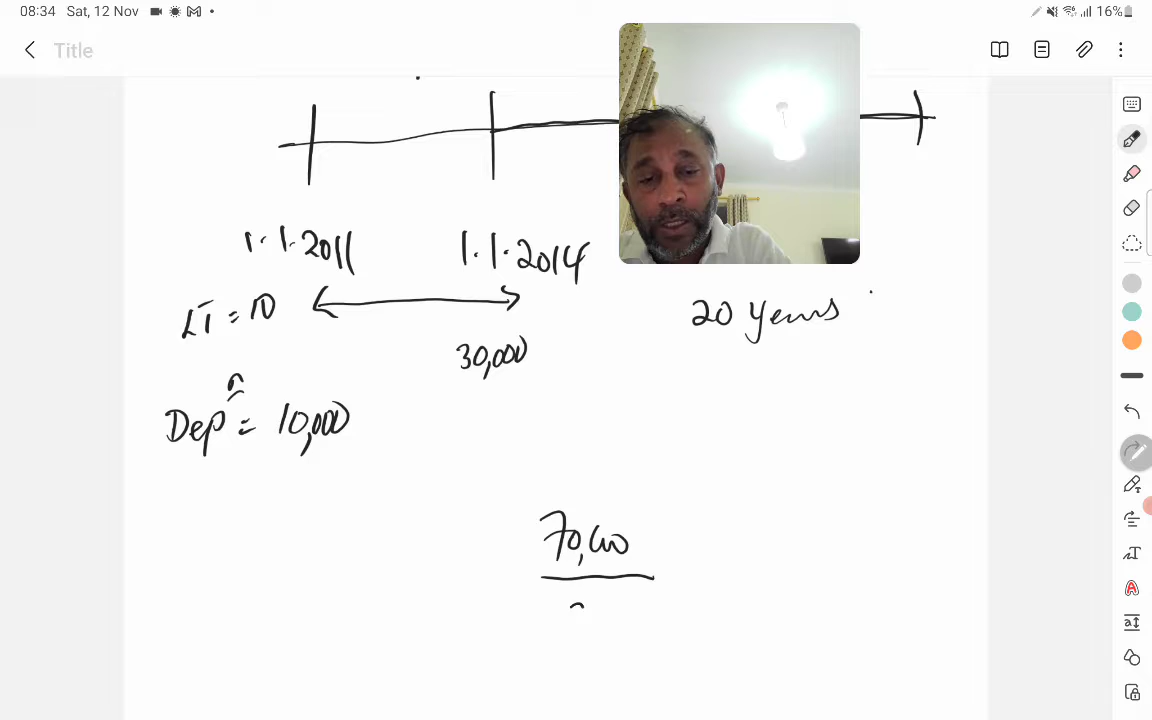 08:34 Sat, 12 Nov
16%
Title
1.1.2011
1.1.2014
LT = 10
30,000
20 years
Dep^n = 10,000
70,000